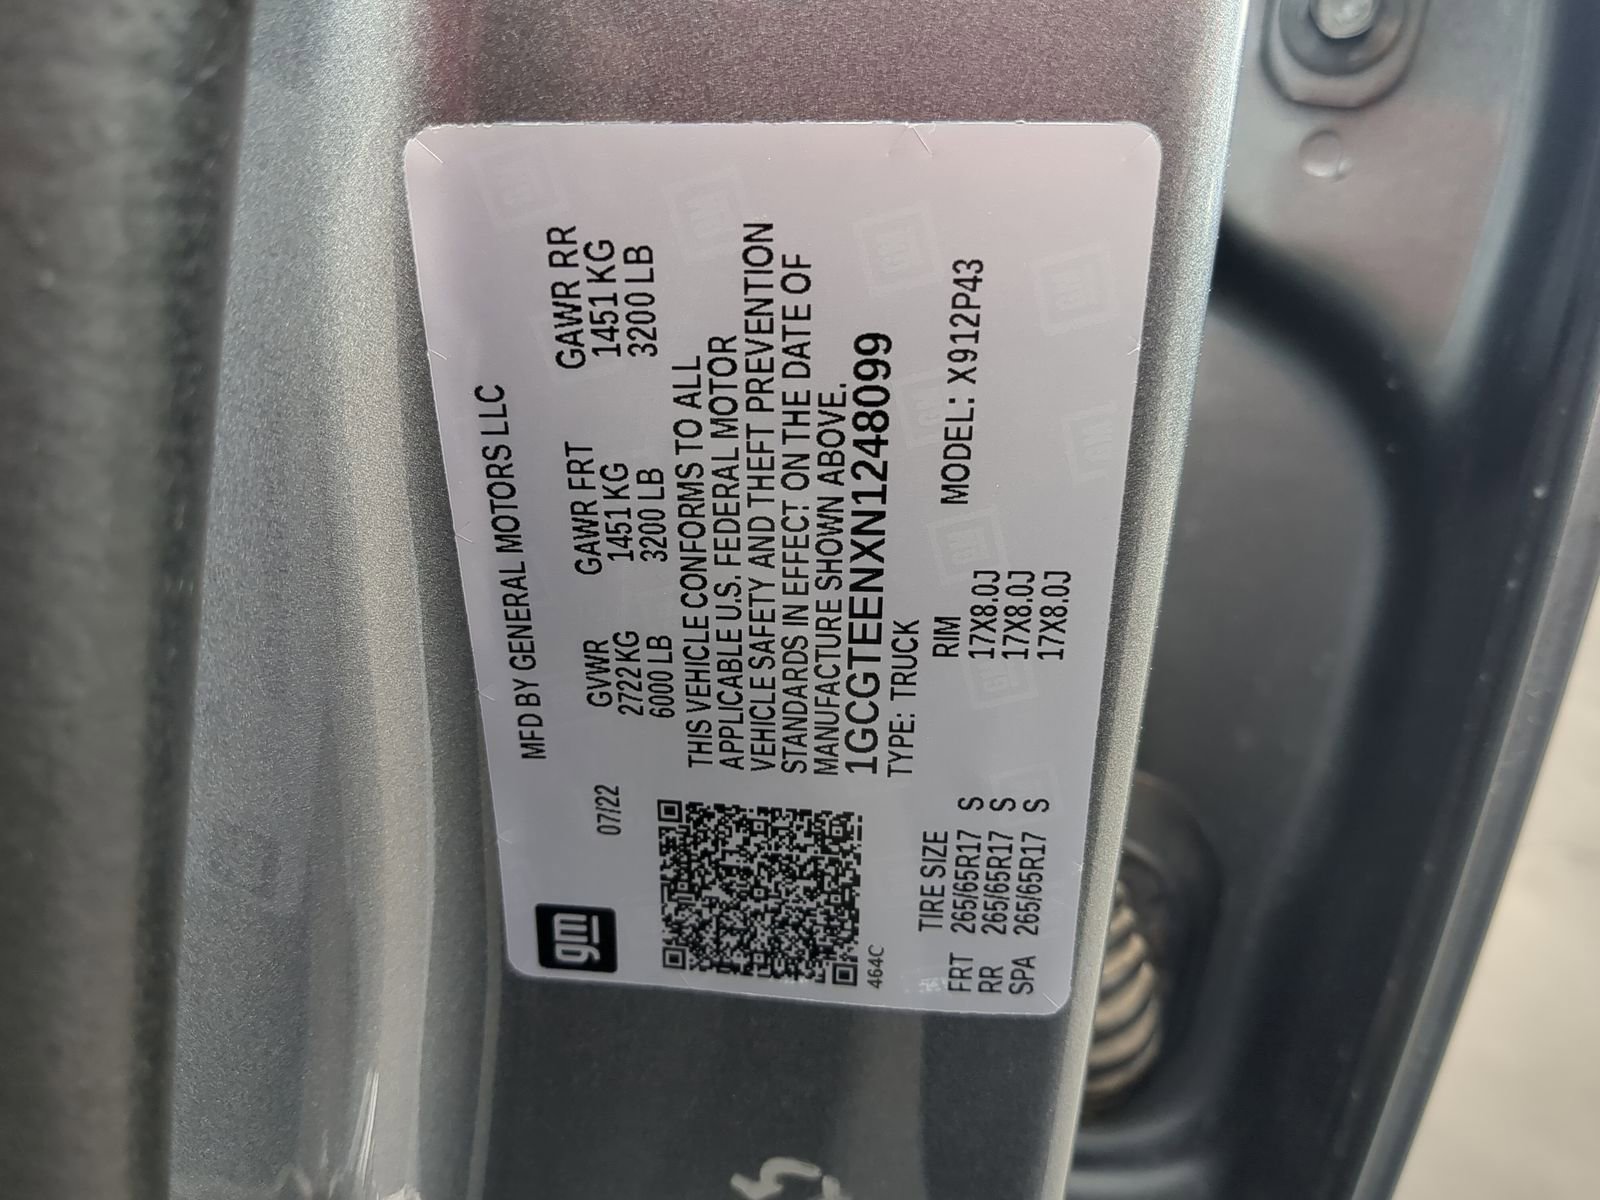 gm
MFD BY GENERAL MOTORS LLC
07/22
GVWR GAWR FRT GAWR RR
2722 KG 1451 KG 1451 KG
6000 LB 3200 LB 3200 LB
THIS VEHICLE CONFORMS TO ALL
APPLICABLE U.S. FEDERAL MOTOR
VEHICLE SAFETY AND THEFT PREVENTION
STANDARDS IN EFFECT ON THE DATE OF
MANUFACTURE SHOWN ABOVE.
1GCGTEENXN1248099
464C
TYPE: TRUCK
MODEL: X912P43
TIRE SIZE RIM
FRT 265/65R17 S 17X8.0J
RR 265/65R17 S 17X8.0J
SPA 265/65R17 S 17X8.0J